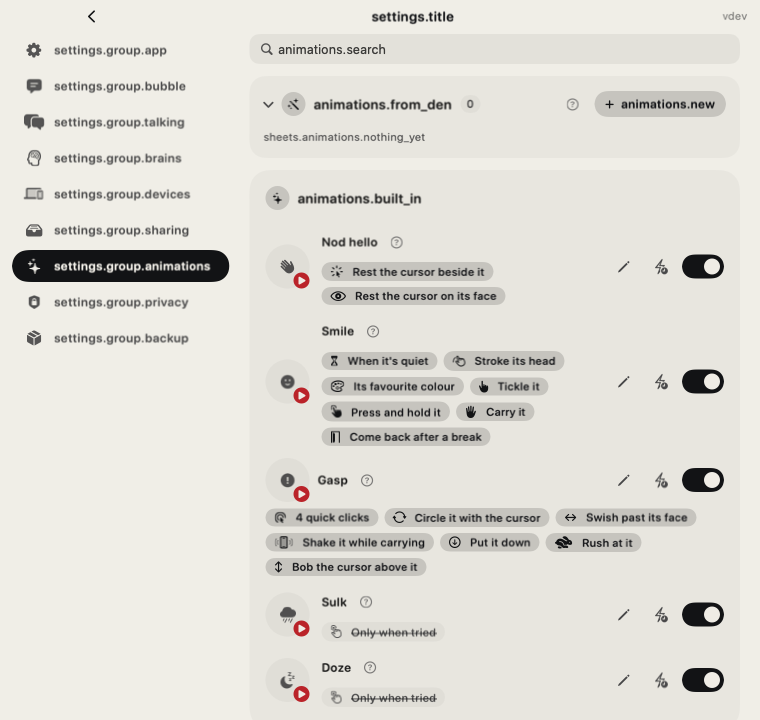 settings.title
vdev
settings.group.app
settings.group.bubble
settings.group.talking
settings.group.brains
settings.group.devices
settings.group.sharing
settings.group.animations
settings.group.privacy
settings.group.backup
animations.search
animations.from_den 0
+ animations.new
sheets.animations.nothing_yet
animations.built_in
Nod hello
Rest the cursor beside it
Rest the cursor on its face
Smile
When it's quiet Stroke its head
Its favourite colour Tickle it
Press and hold it Carry it
Come back after a break
Gasp
4 quick clicks Circle it with the cursor Swish past its face
Shake it while carrying Put it down Rush at it
Bob the cursor above it
Sulk
Only when tried
Doze
Only when tried